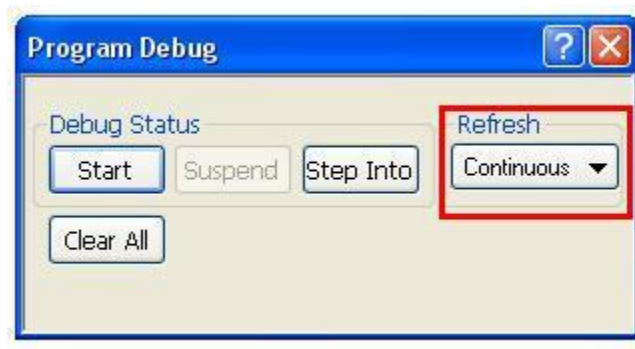 Program Debug
Debug Status
Refresh
Start Suspend Step Into Continuous
Clear All